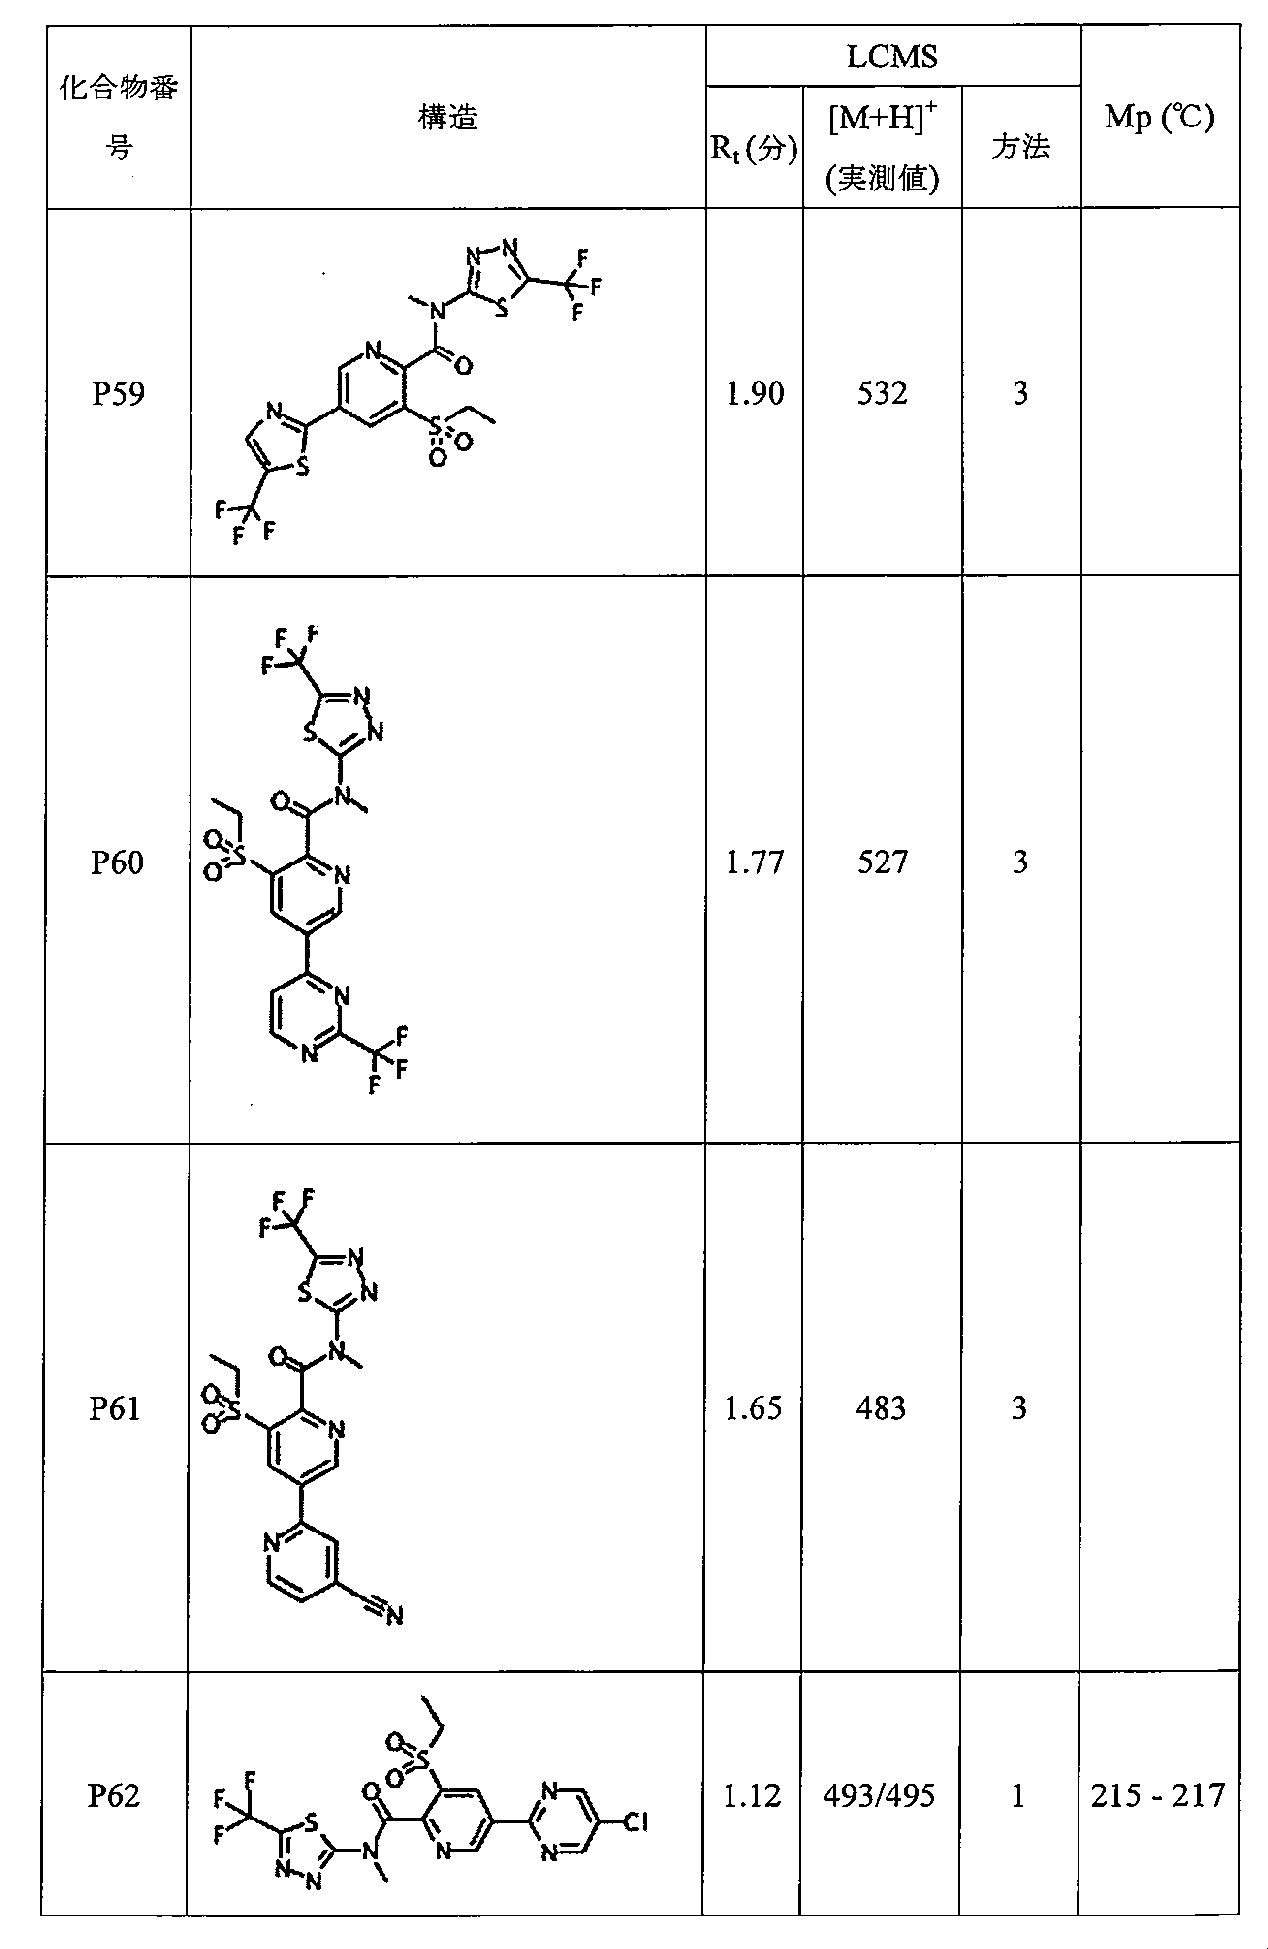 化合物番号
構造
LCMS
Rt (分)
[M+H]+
(実測値)
方法
Mp (℃)
P59
N N
F
F
F
S
N
N
O
N
S
O
O
S
F
F
F
1.90
532
3
P60
F F
F
N
N
S
N
O
O
S
O
N
N
N
F
F
F
1.77
527
3
P61
F F
F
N
N
S
N
O
O
S
O
N
N
N
1.65
483
3
P62
O
S
O
O
F
F
F
S
N
N
N
N
N
N
Cl
1.12
493/495
1
215 - 217